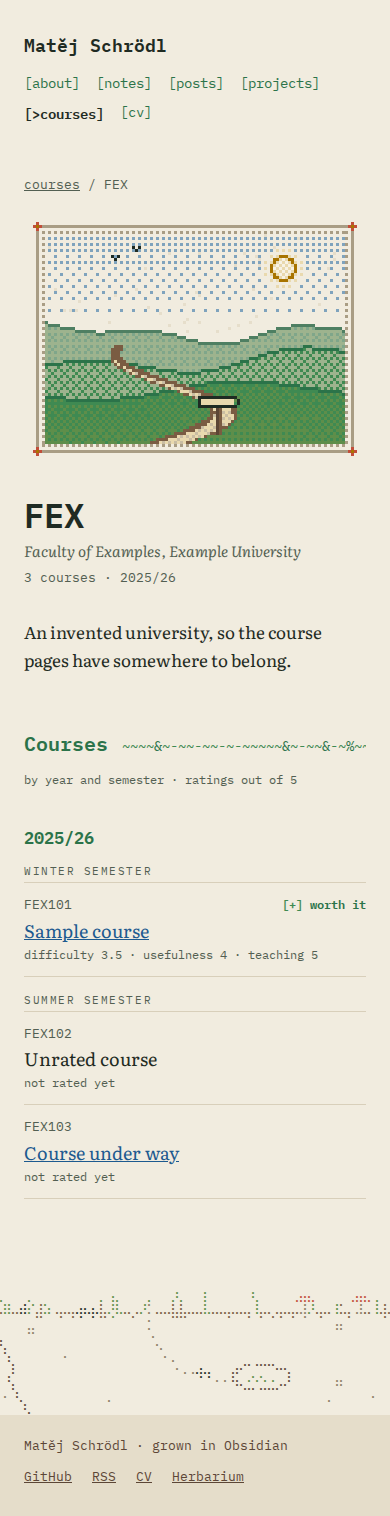 Matěj Schrödl
[about] [notes] [posts] [projects]
[>courses] [cv]
courses / FEX
FEX
Faculty of Examples, Example University
3 courses · 2025/26
An invented university, so the course
pages have somewhere to belong.
Courses ~~~~&~-~~-~~-~-~~~~~&~-~~&-~%~-
by year and semester · ratings out of 5
2025/26
WINTER SEMESTER
FEX101 [+] worth it
Sample course
difficulty 3.5 · usefulness 4 · teaching 5
SUMMER SEMESTER
FEX102
Unrated course
not rated yet
FEX103
Course under way
not rated yet
Matěj Schrödl · grown in Obsidian
GitHub RSS CV Herbarium